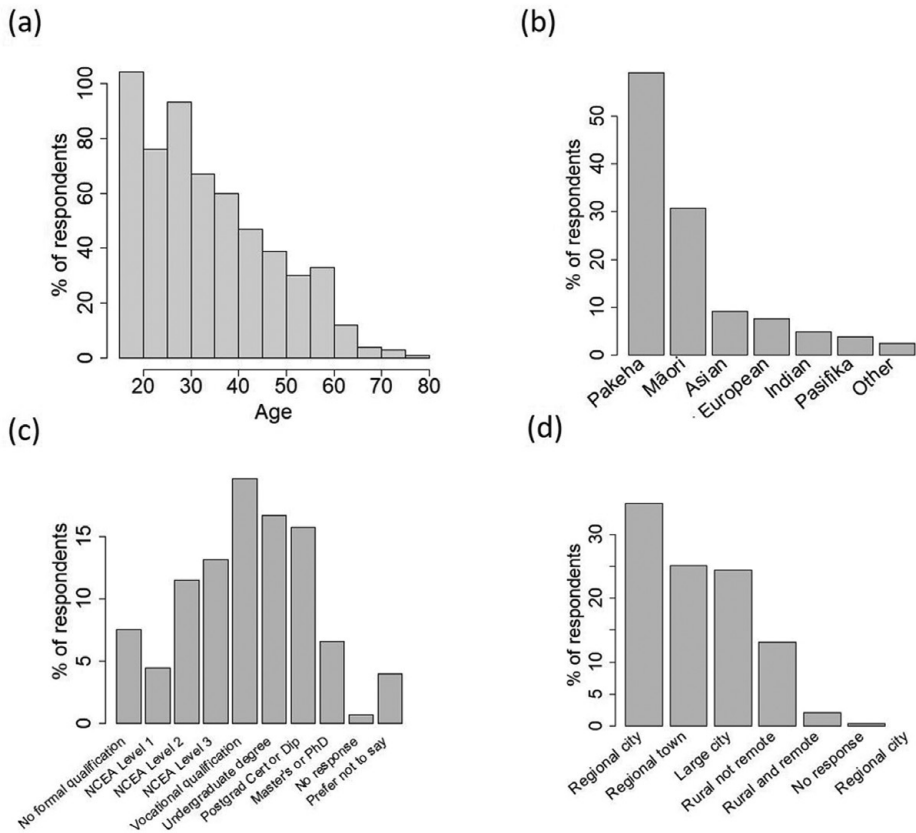 (a)
% of respondents
100
80
60
40
20
0
20 30 40 50 60 70 80
Age
(b)
% of respondents
50
40
30
20
10
0
Pakeha
Māori
Asian
European
Indian
Pasifika
Other
(c)
% of respondents
15
10
5
0
No formal qualification
NCEA Level 1
NCEA Level 2
NCEA Level 3
Vocational qualification
Undergraduate degree
Postgrad Cert or Dip
Master's or PhD
No response
Prefer not to say
(d)
% of respondents
30
20
10
5
0
Regional city
Regional town
Large city
Rural not remote
Rural and remote
No response
Regional city